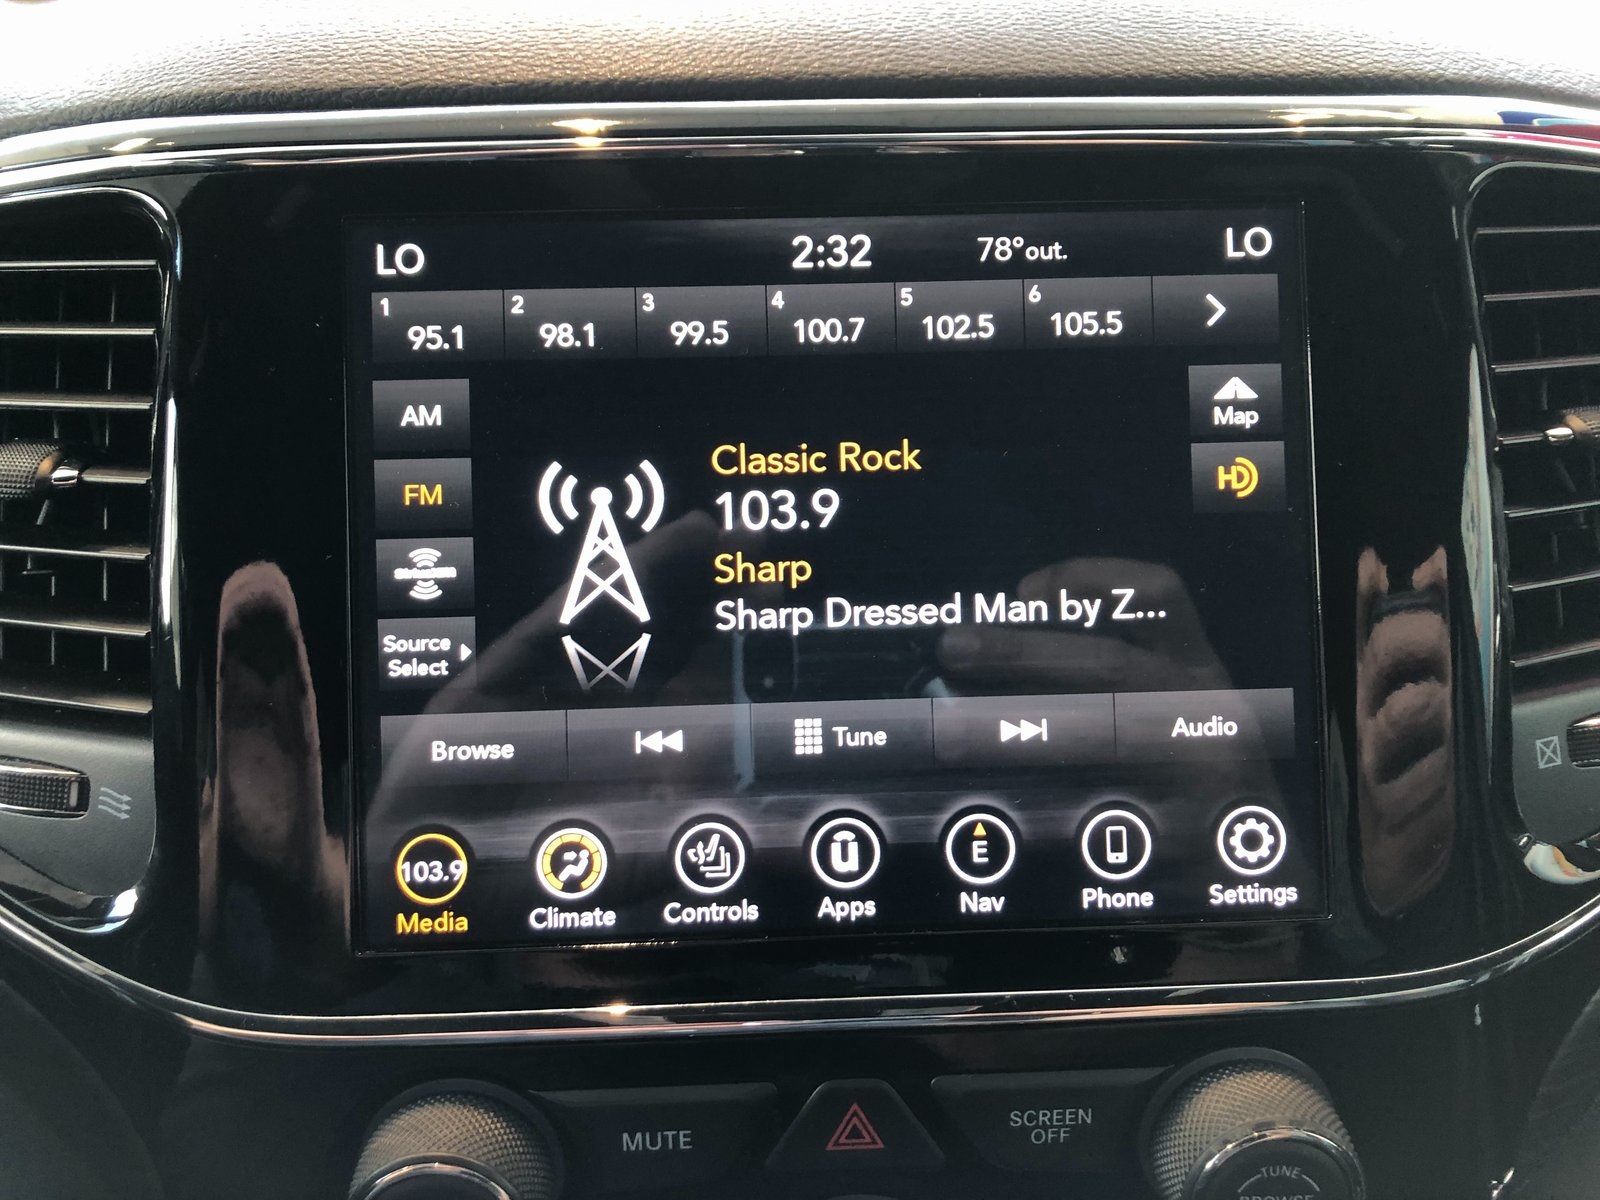 LO 2:32 78°out. LO
1 2 3 4 5 6
95.1 98.1 99.5 100.7 102.5 105.5
AM
Map
FM
HD
Classic Rock
103.9
Sharp
Sharp Dressed Man by Z...
Source
Select
Browse Tune Audio
103.9 E
Media Climate Controls Apps Nav Phone Settings
MUTE
SCREEN
OFF
TUNE
BROWSE